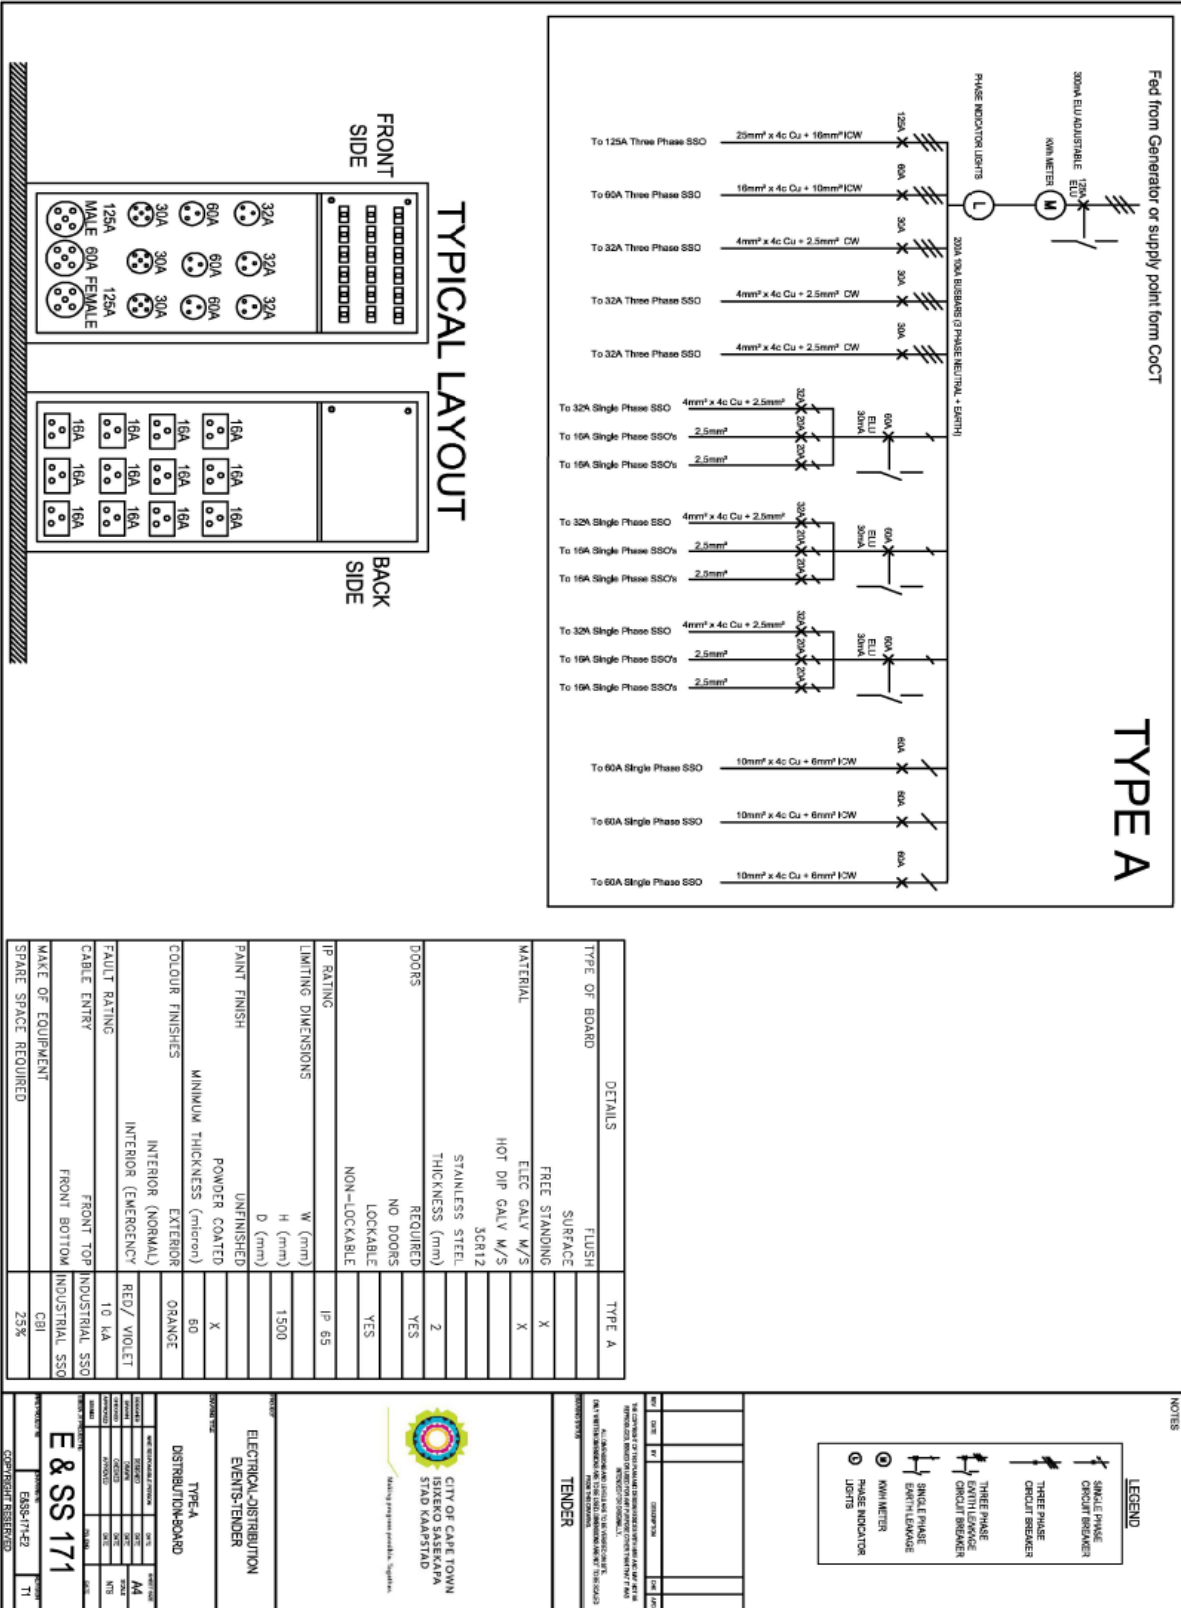 TYPE A
Fed from Generator or supply point form CoCT
300mA ELU ADJUSTABLE
125A
ELU
KWh METER
M
PHASE INDICATOR LIGHTS
L
200A 10kA BUSBARS (3 PHASE NEUTRAL + EARTH)
125A
25mm² x 4c Cu + 16mm² ICW
To 125A Three Phase SSO
60A
16mm² x 4c Cu + 10mm² ICW
To 60A Three Phase SSO
30A
4mm² x 4c Cu + 2.5mm² CW
To 32A Three Phase SSO
30A
4mm² x 4c Cu + 2.5mm² CW
To 32A Three Phase SSO
30A
4mm² x 4c Cu + 2.5mm² CW
To 32A Three Phase SSO
60A
ELU
30mA
32A
4mm² x 4c Cu + 2.5mm²
To 32A Single Phase SSO
20A
2,5mm²
To 16A Single Phase SSO's
20A
2,5mm²
To 16A Single Phase SSO's
60A
ELU
30mA
32A
4mm² x 4c Cu + 2.5mm²
To 32A Single Phase SSO
20A
2,5mm²
To 16A Single Phase SSO's
20A
2,5mm²
To 16A Single Phase SSO's
60A
ELU
30mA
32A
4mm² x 4c Cu + 2.5mm²
To 32A Single Phase SSO
20A
2,5mm²
To 16A Single Phase SSO's
20A
2,5mm²
To 16A Single Phase SSO's
60A
10mm² x 4c Cu + 6mm² ICW
To 60A Single Phase SSO
60A
10mm² x 4c Cu + 6mm² ICW
To 60A Single Phase SSO
60A
10mm² x 4c Cu + 6mm² ICW
To 60A Single Phase SSO
TYPICAL LAYOUT
FRONT
SIDE
32A 32A 32A
60A 60A 60A
30A 30A 30A
125A 60A 125A
MALE FEMALE
BACK
SIDE
16A 16A 16A
16A 16A 16A
16A 16A 16A
16A 16A 16A
DETAILS TYPE A
TYPE OF BOARD FLUSH
SURFACE
FREE STANDING X
MATERIAL ELEC GALV M/S X
HOT DIP GALV M/S
3CR12
STAINLESS STEEL
THICKNESS (mm) 2
DOORS REQUIRED YES
NO DOORS
LOCKABLE YES
NON-LOCKABLE
IP RATING IP 65
LIMITING DIMENSIONS W (mm)
H (mm) 1500
D (mm)
PAINT FINISH UNFINISHED
POWDER COATED X
MINIMUM THICKNESS (micron) 60
COLOUR FINISHES EXTERIOR ORANGE
INTERIOR (NORMAL)
INTERIOR (EMERGENCY RED/ VIOLET
FAULT RATING 10 kA
CABLE ENTRY FRONT TOP INDUSTRIAL SSO
FRONT BOTTOM INDUSTRIAL SSO
MAKE OF EQUIPMENT CBI
SPARE SPACE REQUIRED 25%
NOTES
LEGEND
SINGLE PHASE
CIRCUIT BREAKER
THREE PHASE
CIRCUIT BREAKER
THREE PHASE
EARTH LEAKAGE
CIRCUIT BREAKER
SINGLE PHASE
EARTH LEAKAGE
M KWH METER
L PHASE INDICATOR
LIGHTS
REV DATE BY DESCRIPTION
TENDER
CITY OF CAPE TOWN
ISIXEKO SASEKAPA
STAD KAAPSTAD
Making progress possible. Together.
ELECTRICAL-DISTRIBUTION
EVENTS-TENDER
TYPE-A
DISTRIBUTION-BOARD
A4
NTS
E & SS 171
E&SS-171-E2
T1
COPYRIGHT RESERVED